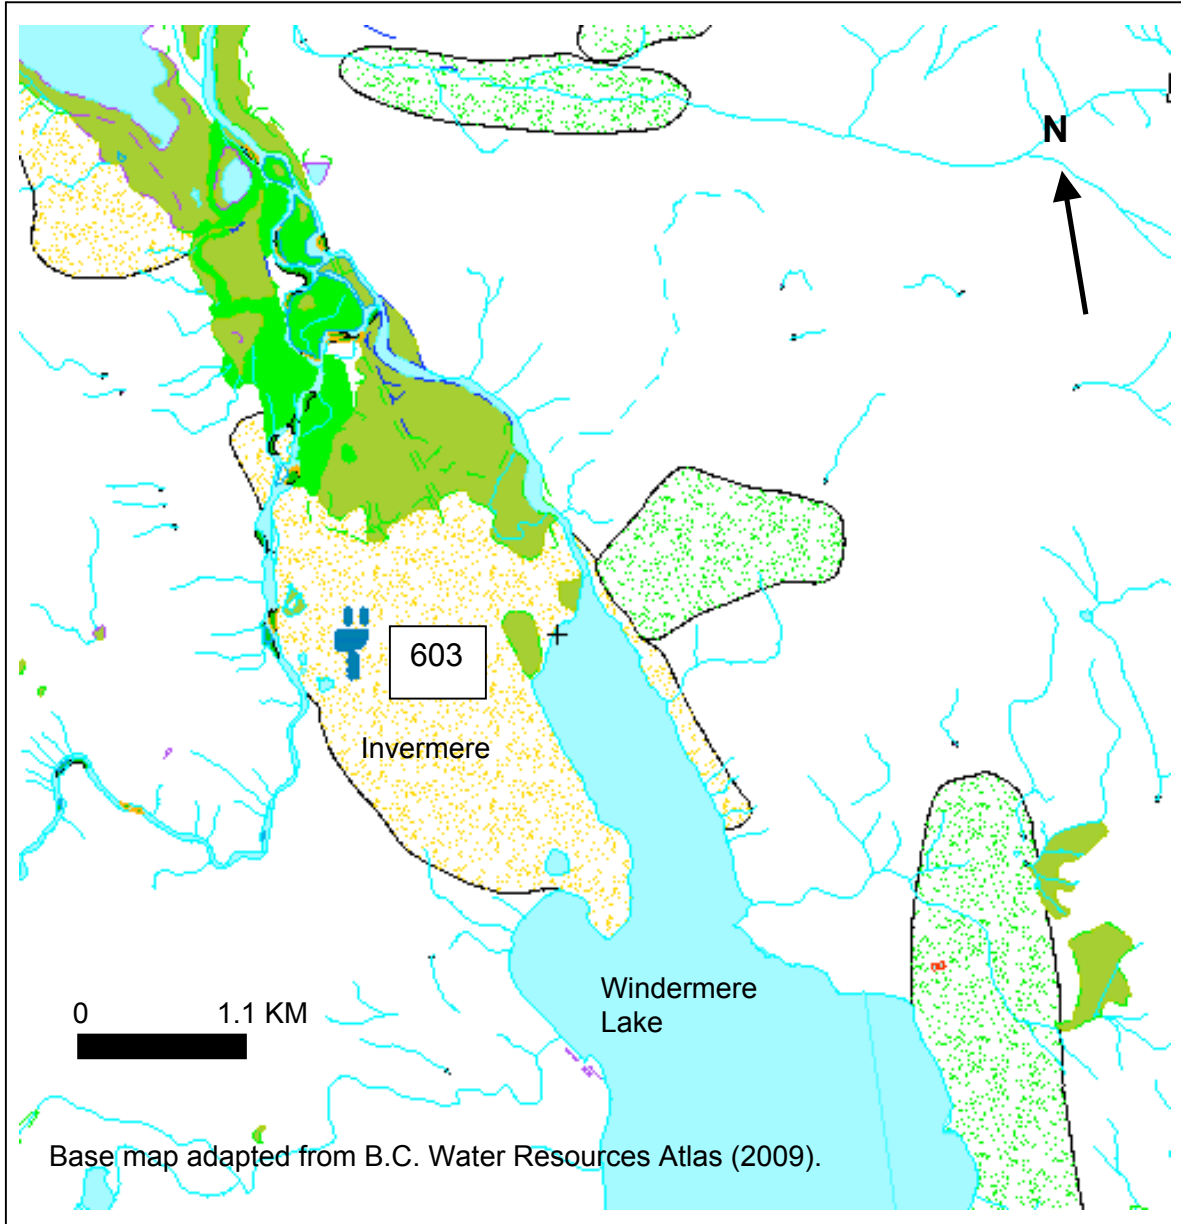 N
603
Invermere
Windermere
Lake
0 1.1 KM
Base map adapted from B.C. Water Resources Atlas (2009).